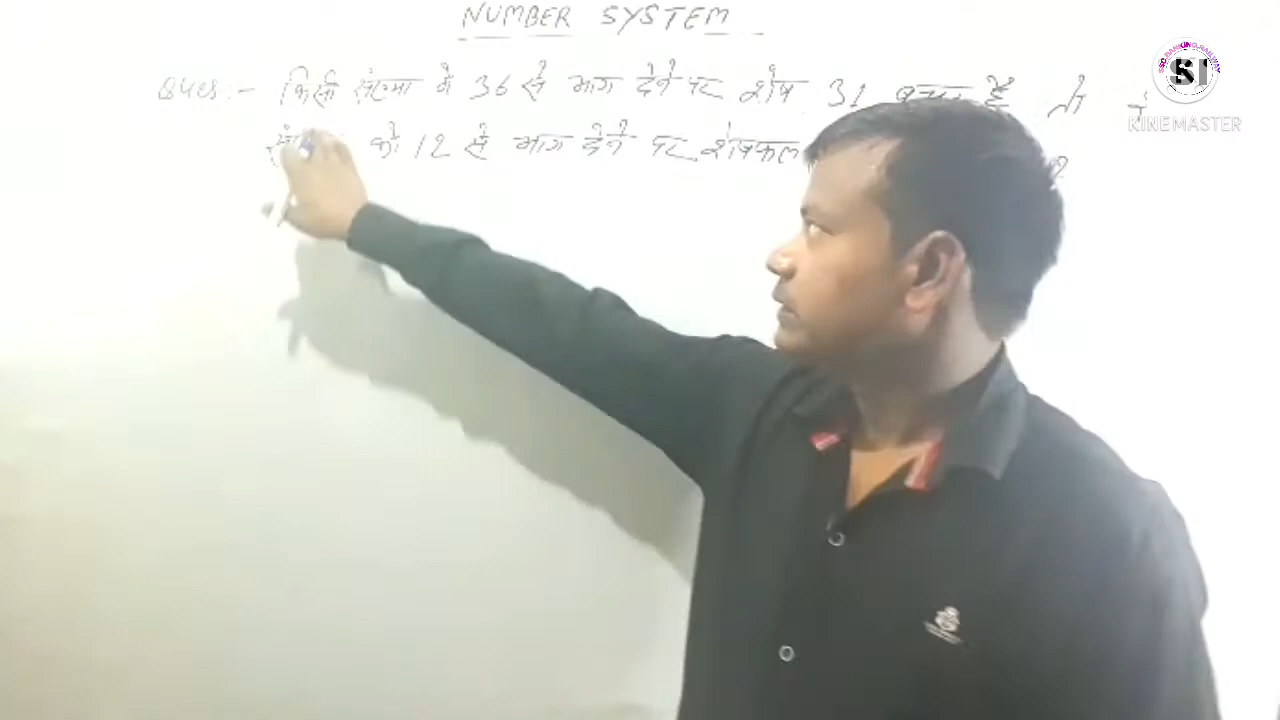 NUMBER SYSTEM
Ques:- किसी संख्या में 36 से भाग देने पर शेष 31 बचता है तो
को 12 से भाग देने पर शेषफल
KINEMASTER